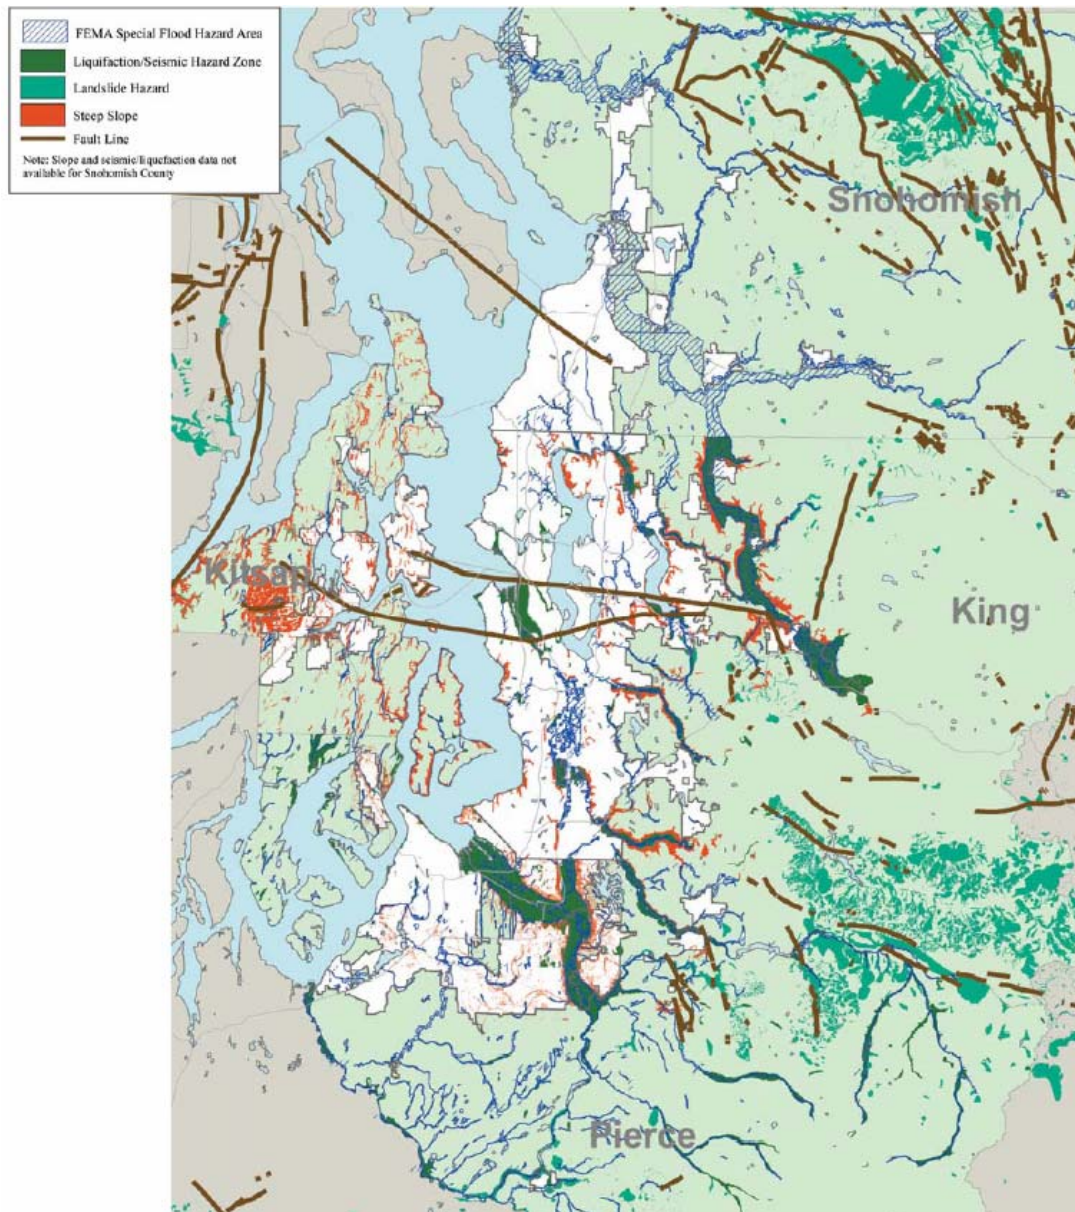 FEMA Special Flood Hazard Area
Liquifaction/Seismic Hazard Zone
Landslide Hazard
Steep Slope
Fault Line
Note: Slope and seismic/liquefaction data not
available for Snohomish County
Snohomish
Kitsap
King
Pierce